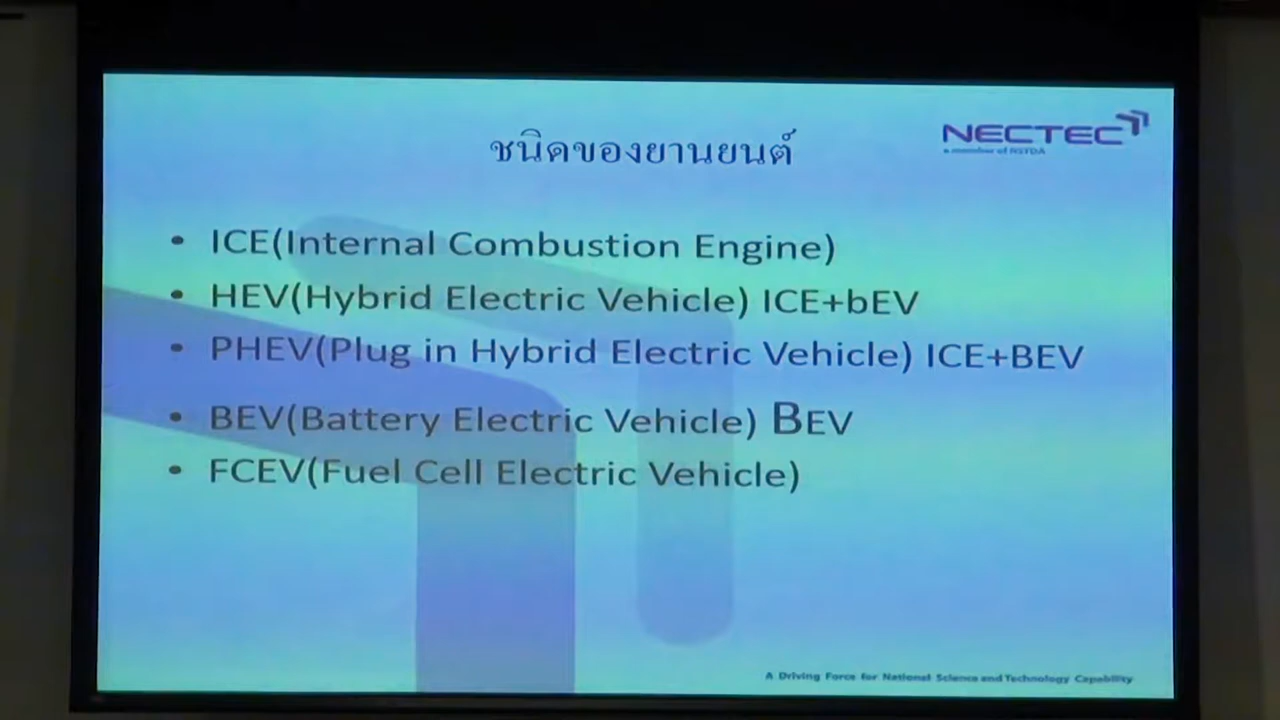 ชนิดของยานยนต์
NECTEC
a member of NSTDA
• ICE(Internal Combustion Engine)
• HEV(Hybrid Electric Vehicle) ICE+bEV
• PHEV(Plug in Hybrid Electric Vehicle) ICE+BEV
• BEV(Battery Electric Vehicle) BEV
• FCEV(Fuel Cell Electric Vehicle)
A Driving Force for National Science and Technology Capability